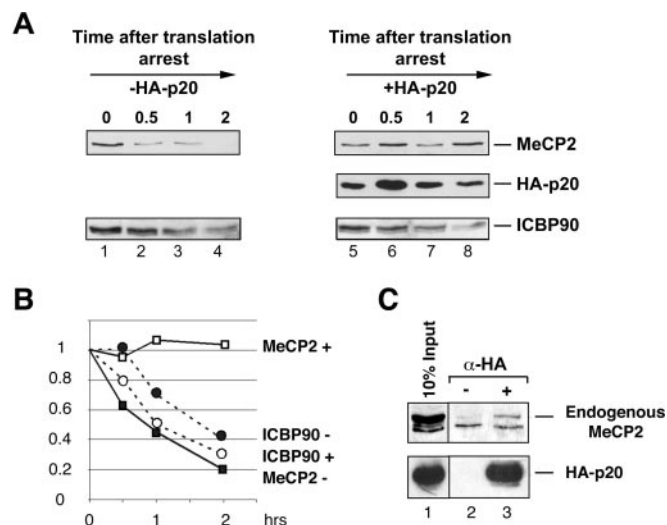 A
Time after translation
arrest
-HA-p20
0 0.5 1 2
1 2 3 4
Time after translation
arrest
+HA-p20
0 0.5 1 2
MeCP2
HA-p20
ICBP90
5 6 7 8
B
1
0.8
0.6
0.4
0.2
0
0 1 2 hrs
MeCP2 +
ICBP90 -
ICBP90 +
MeCP2 -
C
10% Input
α-HA
- +
Endogenous
MeCP2
HA-p20
1 2 3